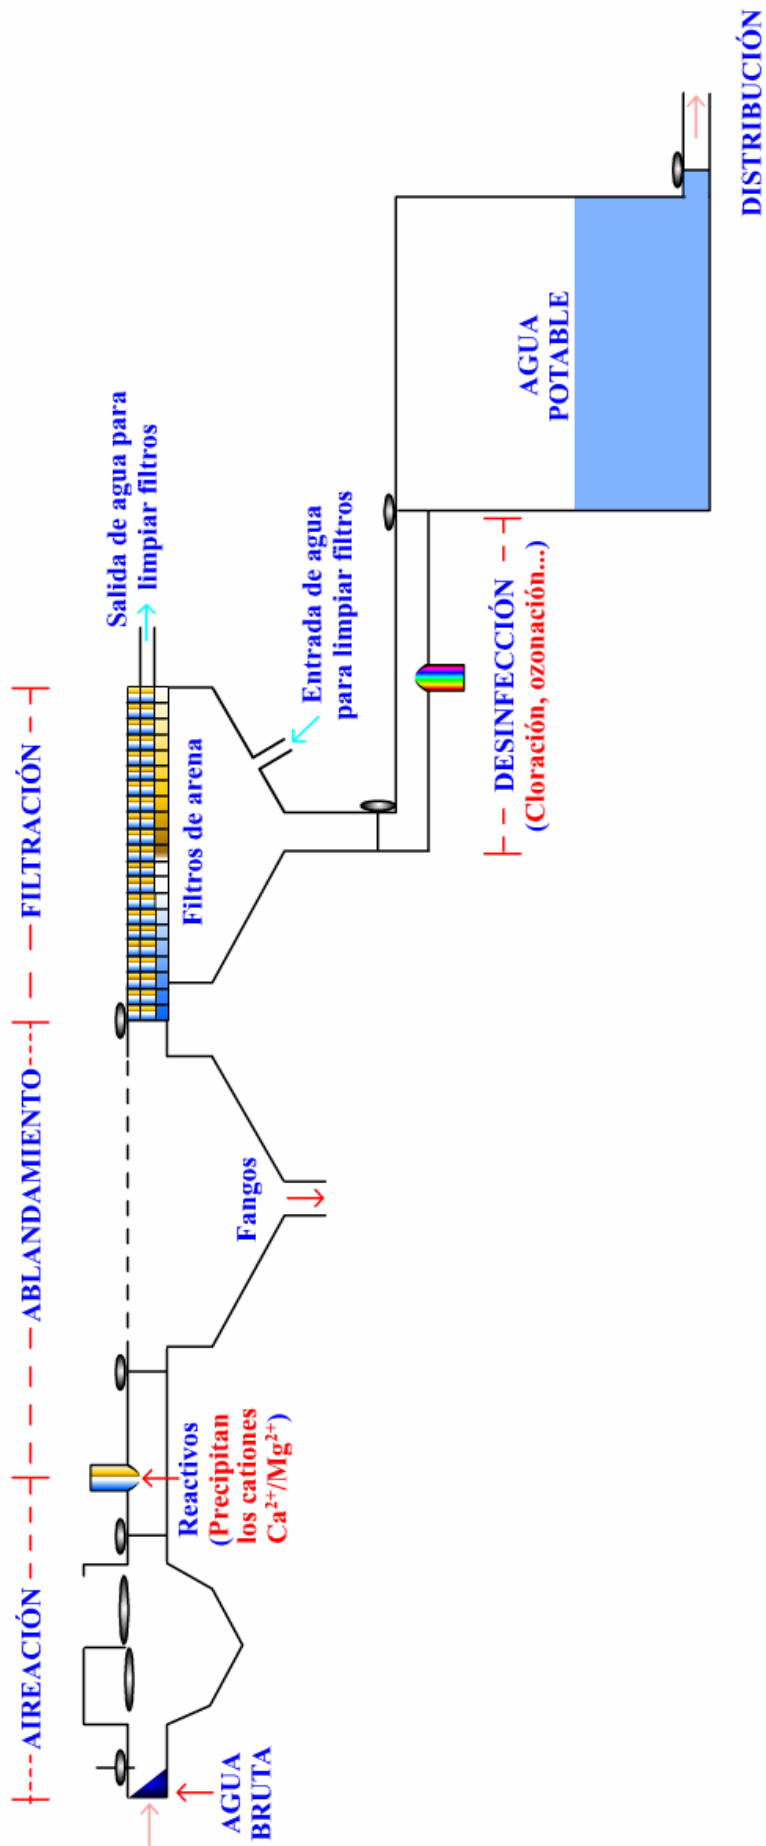 AIREACIÓN
ABLANDAMIENTO
FILTRACIÓN
AGUA
BRUTA
Reactivos
(Precipitan
los cationes
Ca²⁺/Mg²⁺)
Fangos
Filtros de arena
Salida de agua para
limpiar filtros
Entrada de agua
para limpiar filtros
DESINFECCIÓN
(Cloración, ozonación...)
AGUA
POTABLE
DISTRIBUCIÓN